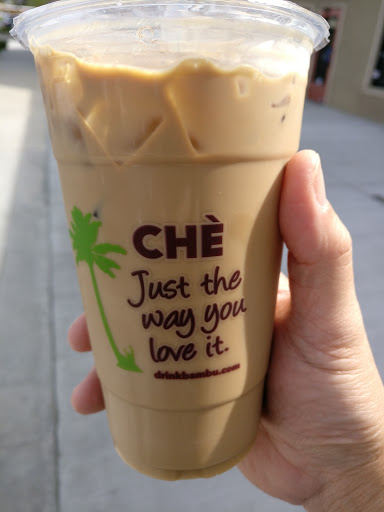 CHÈ
Just the
way you
love it.
drinkbambu.com